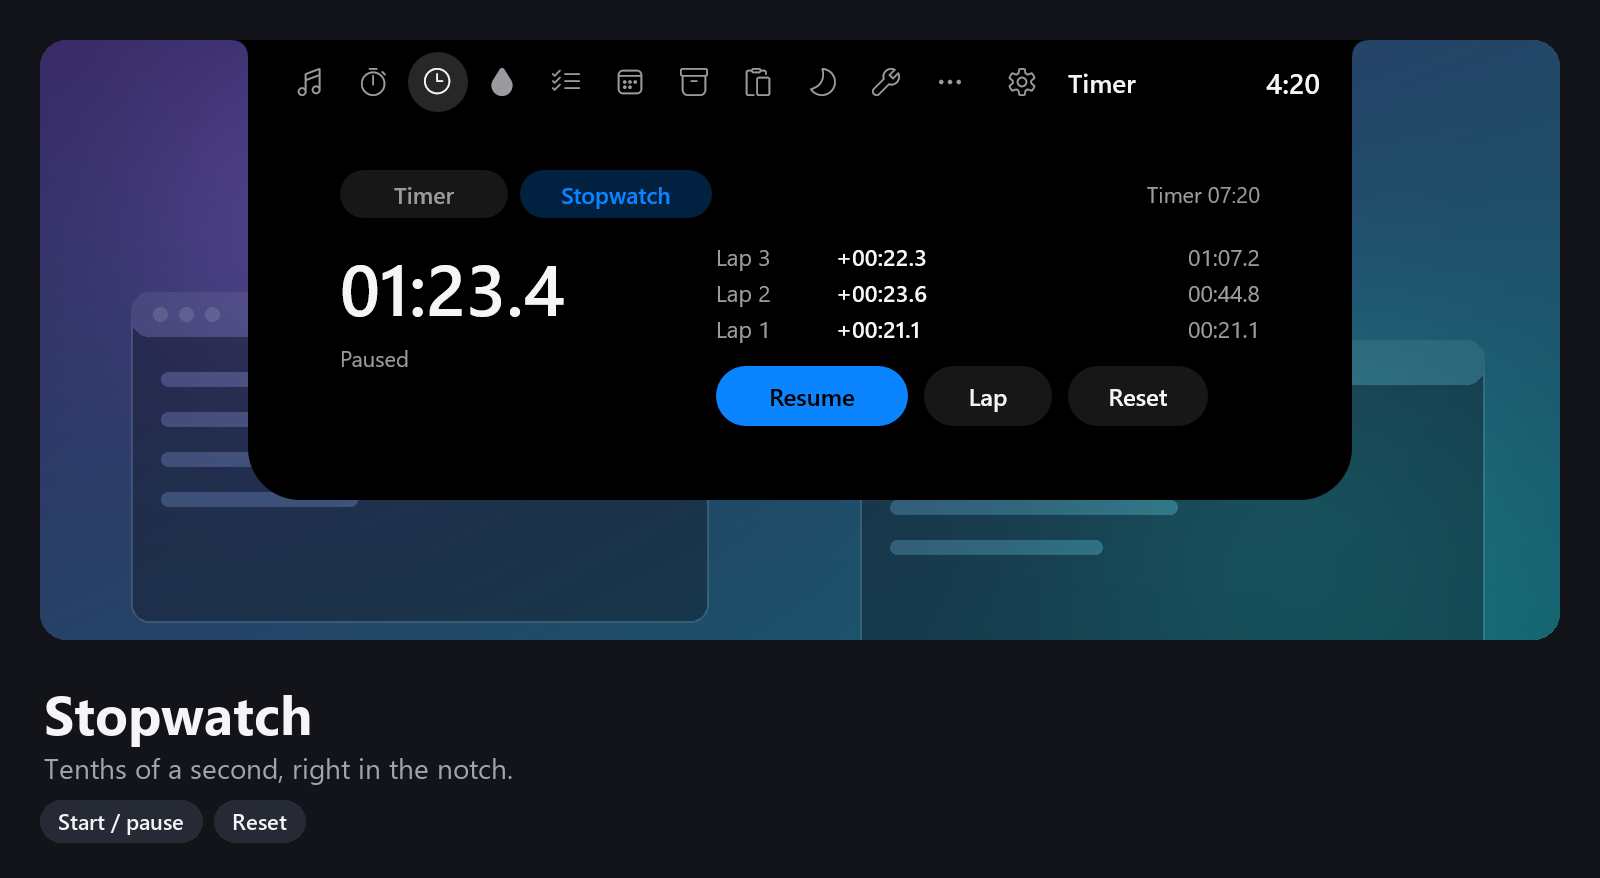 Timer 4:20
Timer Stopwatch Timer 07:20
01:23.4
Paused
Lap 3 +00:22.3 01:07.2
Lap 2 +00:23.6 00:44.8
Lap 1 +00:21.1 00:21.1
Resume Lap Reset
Stopwatch
Tenths of a second, right in the notch.
Start / pause Reset